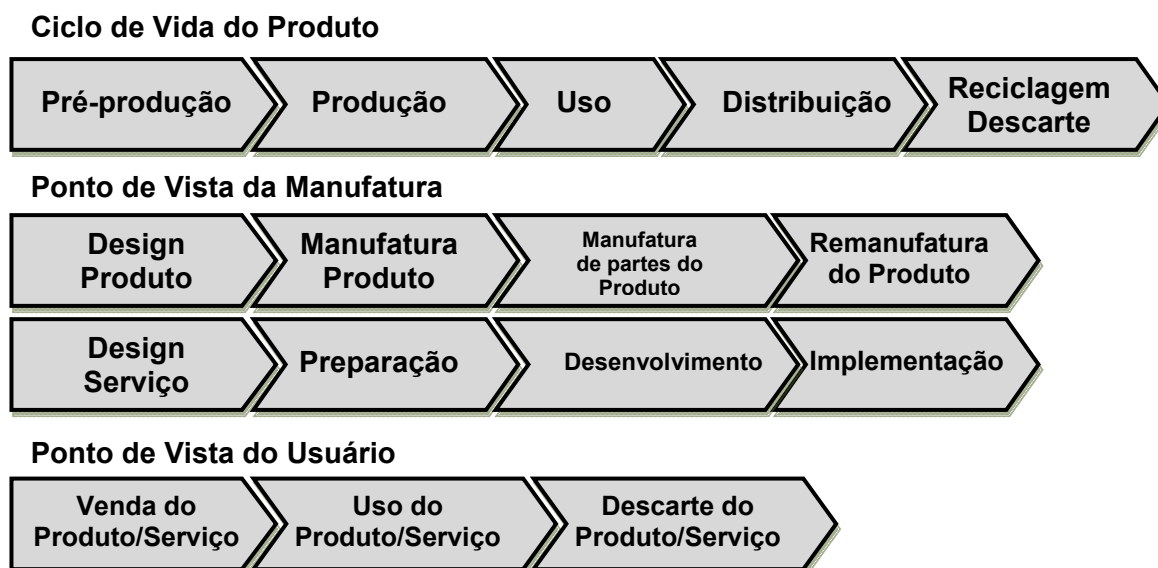 Ciclo de Vida do Produto
Pré-produção
Produção
Uso
Distribuição
Reciclagem
Descarte
Ponto de Vista da Manufatura
Design
Produto
Manufatura
Produto
Manufatura
de partes do
Produto
Remanufatura
do Produto
Design
Serviço
Preparação
Desenvolvimento
Implementação
Ponto de Vista do Usuário
Venda do
Produto/Serviço
Uso do
Produto/Serviço
Descarte do
Produto/Serviço